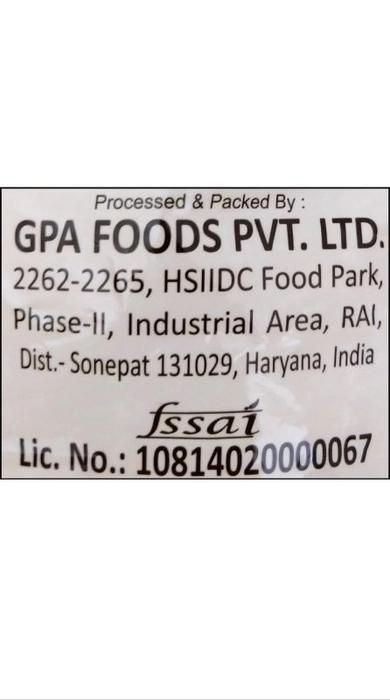 Processed & Packed By :
GPA FOODS PVT. LTD.
2262-2265, HSIIDC Food Park,
Phase-II, Industrial Area, RAI,
Dist.- Sonepat 131029, Haryana, India
fssai
Lic. No.: 10814020000067